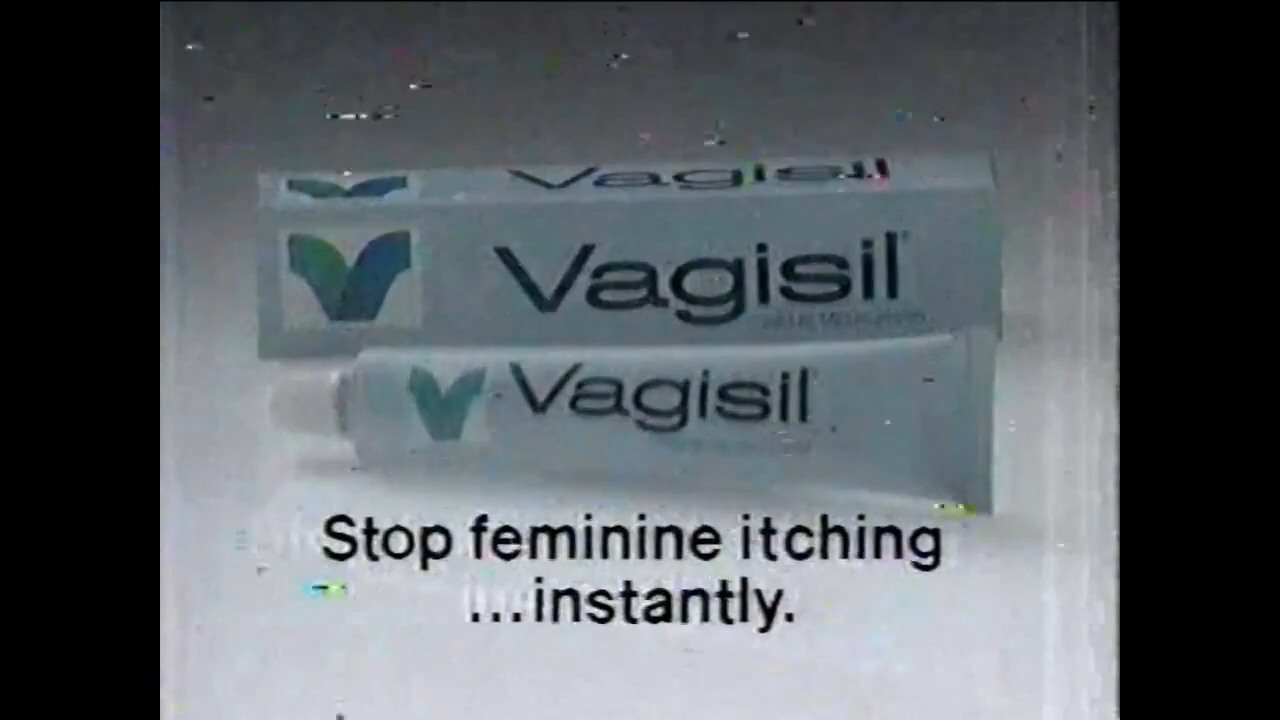 Vagisil
Vagisil®
Vagisil
Stop feminine itching
...instantly.